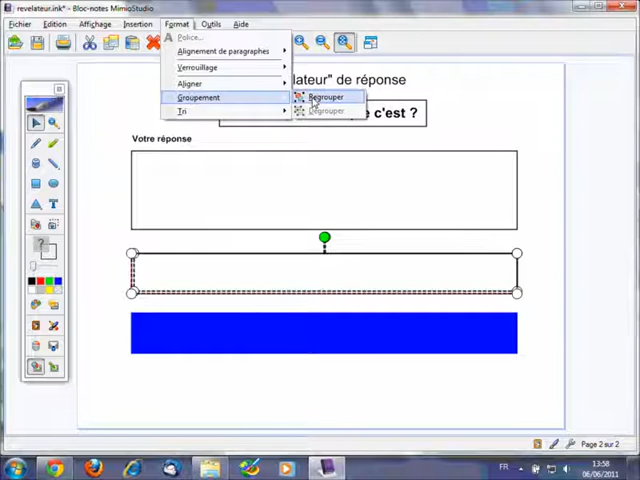 revelateur.ink* - Bloc-notes MimioStudio
Fichier Edition Affichage Insertion Format Outils Aide
Police...
Alignement de paragraphes
Verrouillage
Aligner
Groupement
Tri
Regrouper
Dégrouper
lateur" de réponse
e c'est ?
Votre réponse
Page 2 sur 2
FR
13:58
06/06/2011